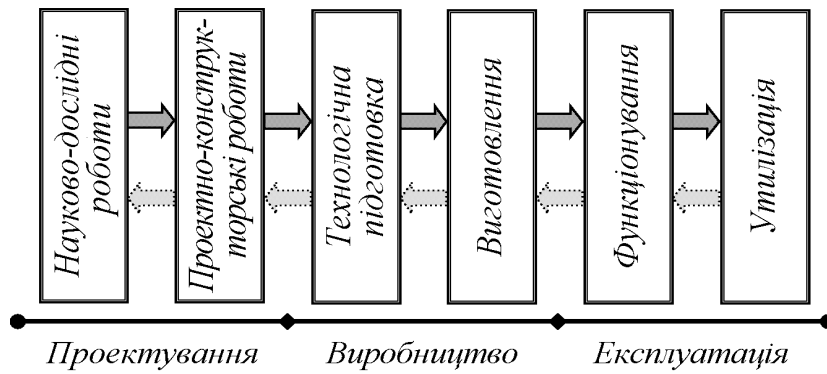 Науково-дослідні
роботи
Проектно-конструк-
торські роботи
Технологічна
підготовка
Виготовлення
Функціонування
Утилізація
Проектування
Виробництво
Експлуатація